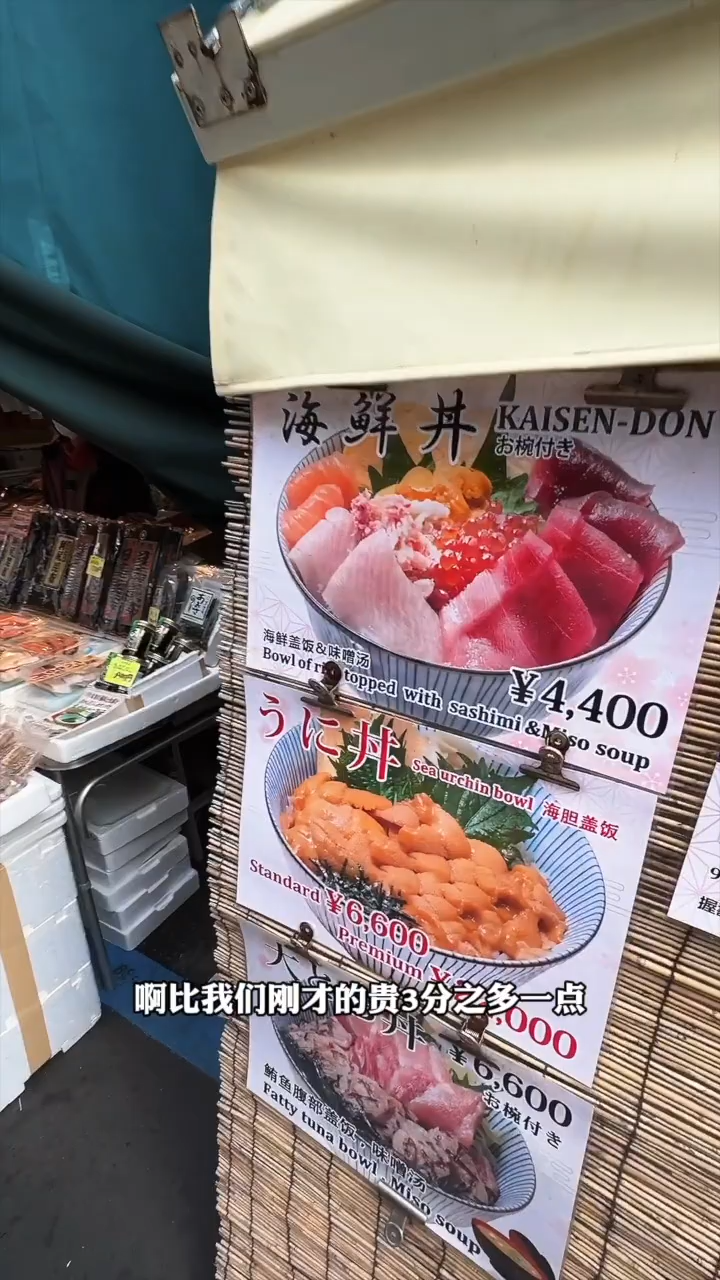 海鮮丼
KAISEN-DON
お椀付き
海鲜盖饭&味噌汤
Bowl of topped with sashimi & Miso soup
¥4,400
うに丼
Sea urchin bowl 海胆盖饭
Standard ¥6,600
Premium
,000
啊比我们刚才的贵3分之多一点
丼
¥6,600
お椀付き
鲔鱼腹部盖饭・味噌汤
Fatty tuna bowl . Miso soup
9
握